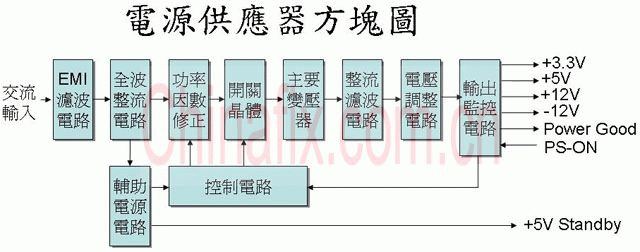 電源供應器方塊圖
交流
輸入
EMI
濾波
電路
全波
整流
電路
功率
因數
修正
開關
晶體
主要
變壓
器
整流
濾波
電路
電壓
調整
電路
輸出
監控
電路
+3.3V
+5V
+12V
-12V
Power Good
PS-ON
輔助
電源
電路
控制電路
+5V Standby
Chinafix.com.cn